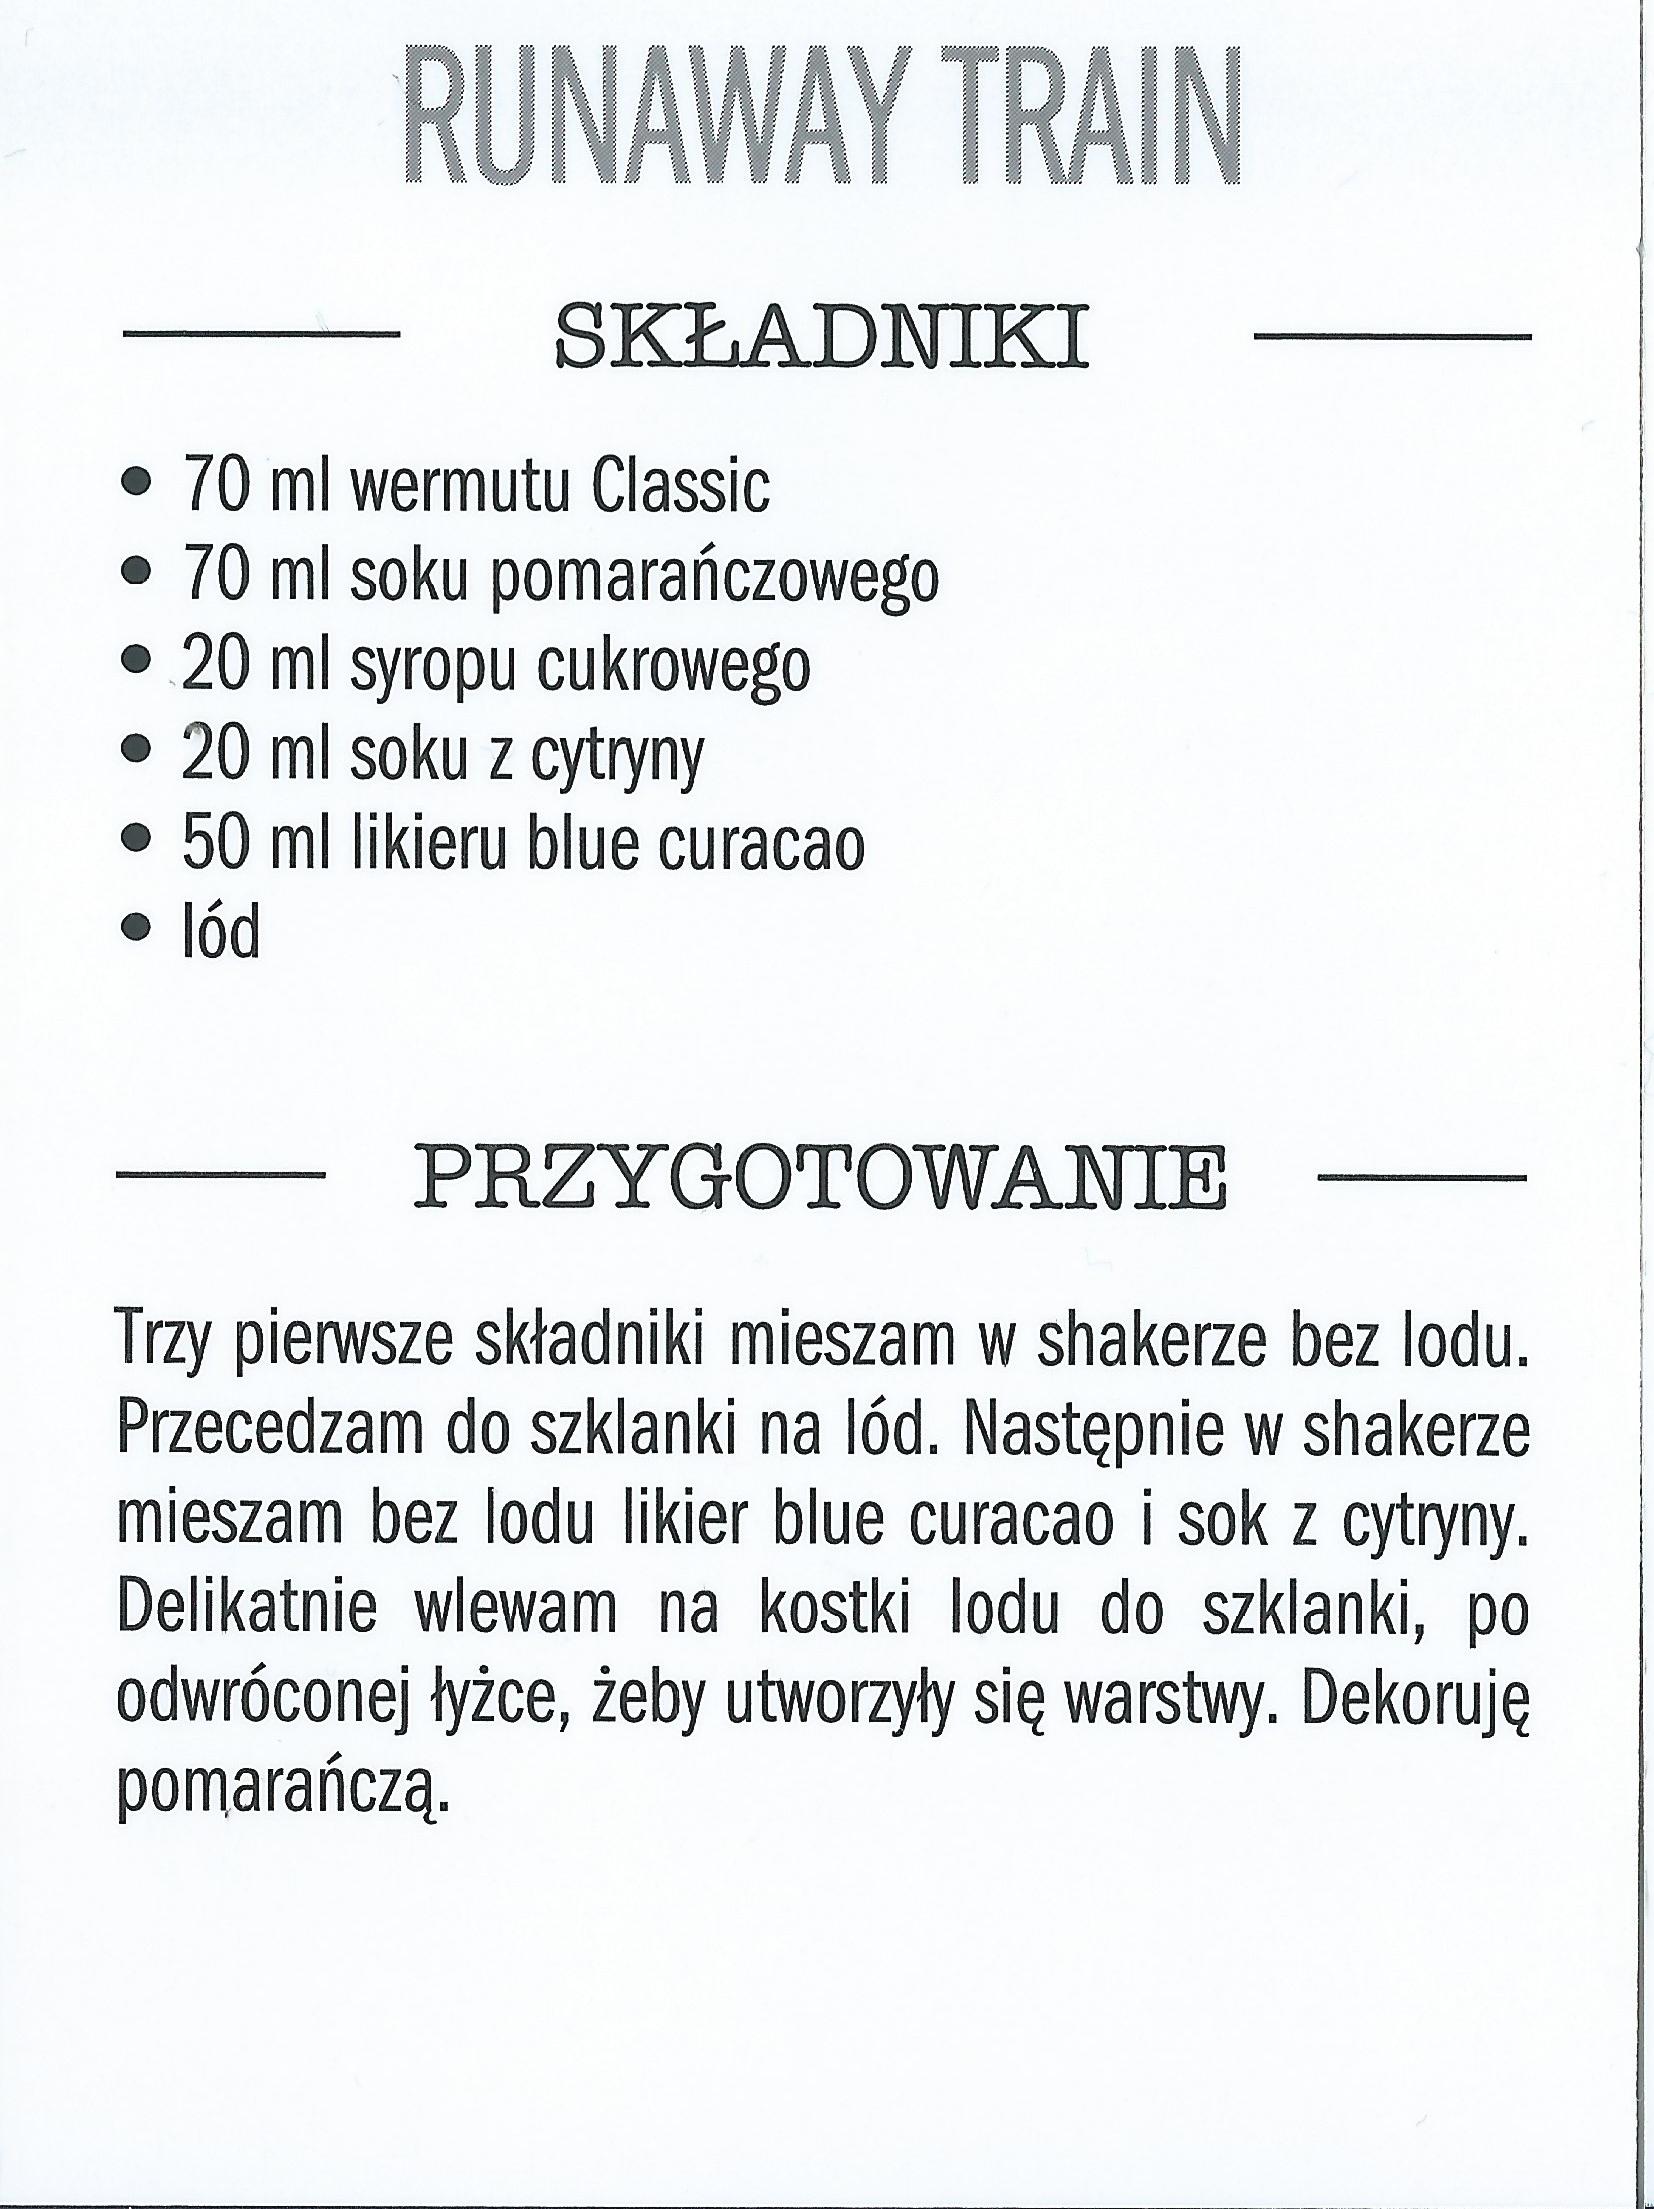 RUNAWAY TRAIN
SKŁADNIKI
• 70 ml wermutu Classic
• 70 ml soku pomarańczowego
• 20 ml syropu cukrowego
• 20 ml soku z cytryny
• 50 ml likieru blue curacao
• lód
PRZYGOTOWANIE
Trzy pierwsze składniki mieszam w shakerze bez lodu.
Przecedzam do szklanki na lód. Następnie w shakerze
mieszam bez lodu likier blue curacao i sok z cytryny.
Delikatnie wlewam na kostki lodu do szklanki, po
odwróconej łyżce, żeby utworzyły się warstwy. Dekoruję
pomarańczą.